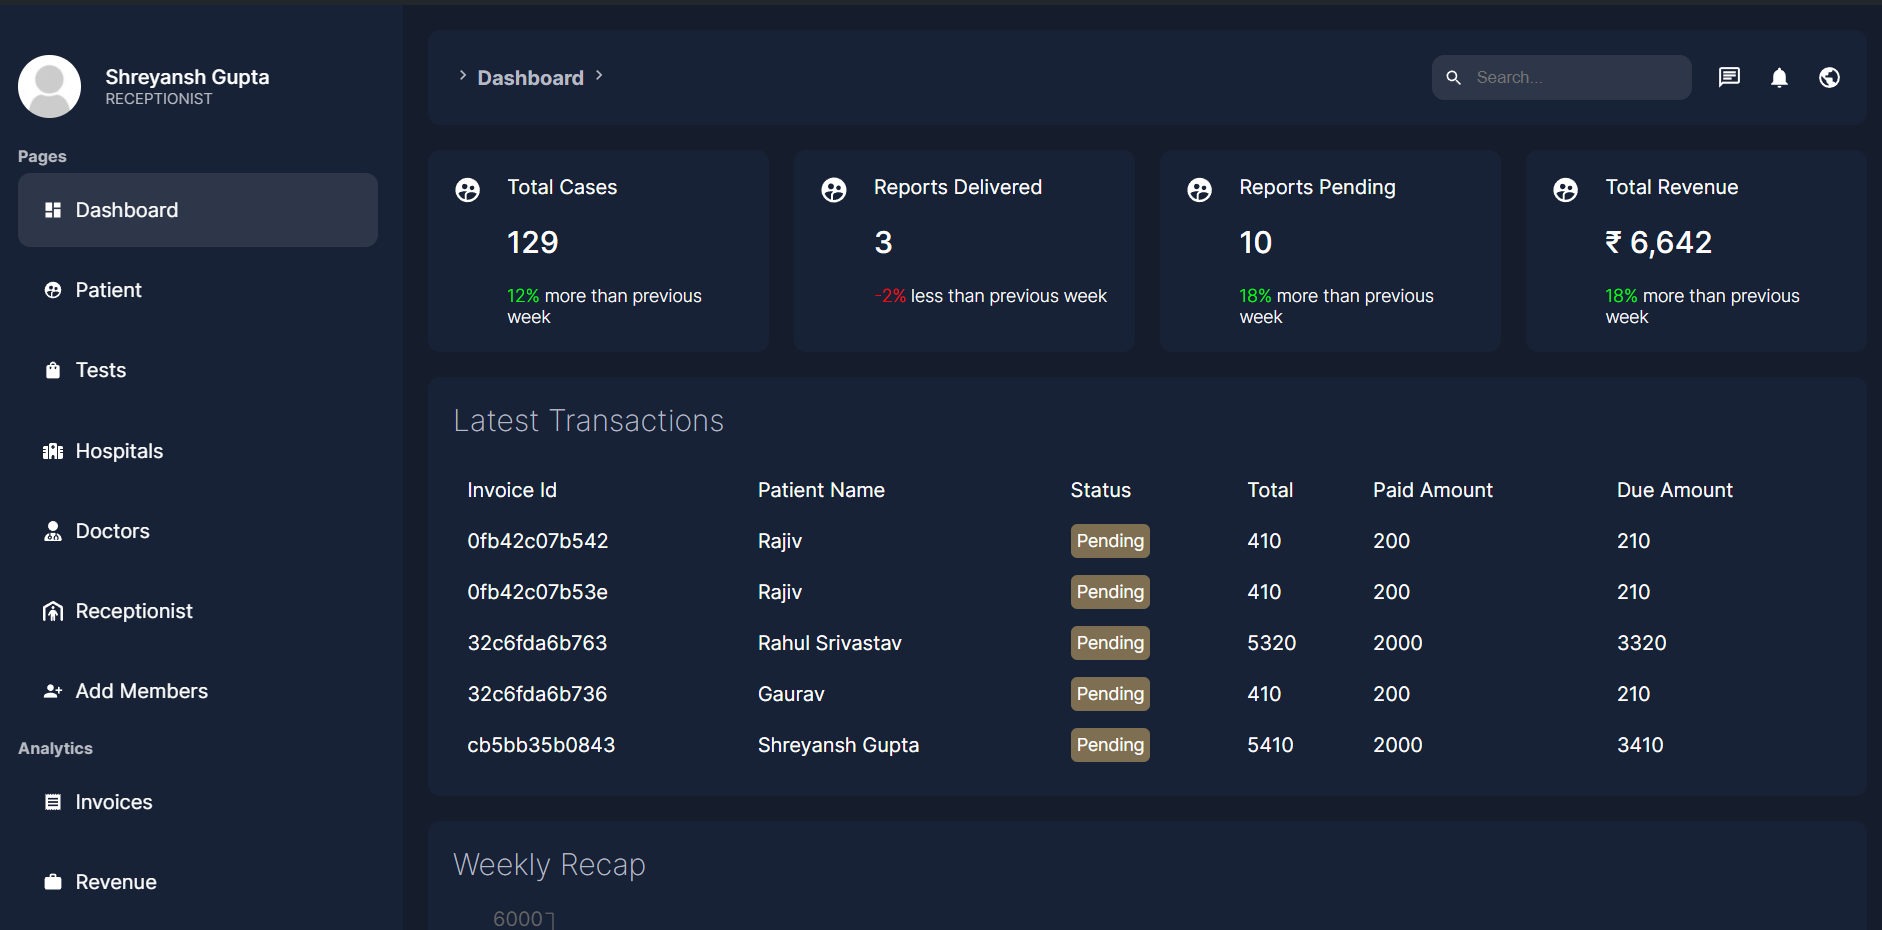 Shreyansh Gupta
RECEPTIONIST
Pages
Dashboard
Patient
Tests
Hospitals
Doctors
Receptionist
Add Members
Analytics
Invoices
Revenue
Dashboard
Search...
Total Cases
129
12% more than previous
week
Reports Delivered
3
-2% less than previous week
Reports Pending
10
18% more than previous
week
Total Revenue
₹ 6,642
18% more than previous
week
Latest Transactions
Invoice Id Patient Name Status Total Paid Amount Due Amount
0fb42c07b542 Rajiv Pending 410 200 210
0fb42c07b53e Rajiv Pending 410 200 210
32c6fda6b763 Rahul Srivastav Pending 5320 2000 3320
32c6fda6b736 Gaurav Pending 410 200 210
cb5bb35b0843 Shreyansh Gupta Pending 5410 2000 3410
Weekly Recap
6000